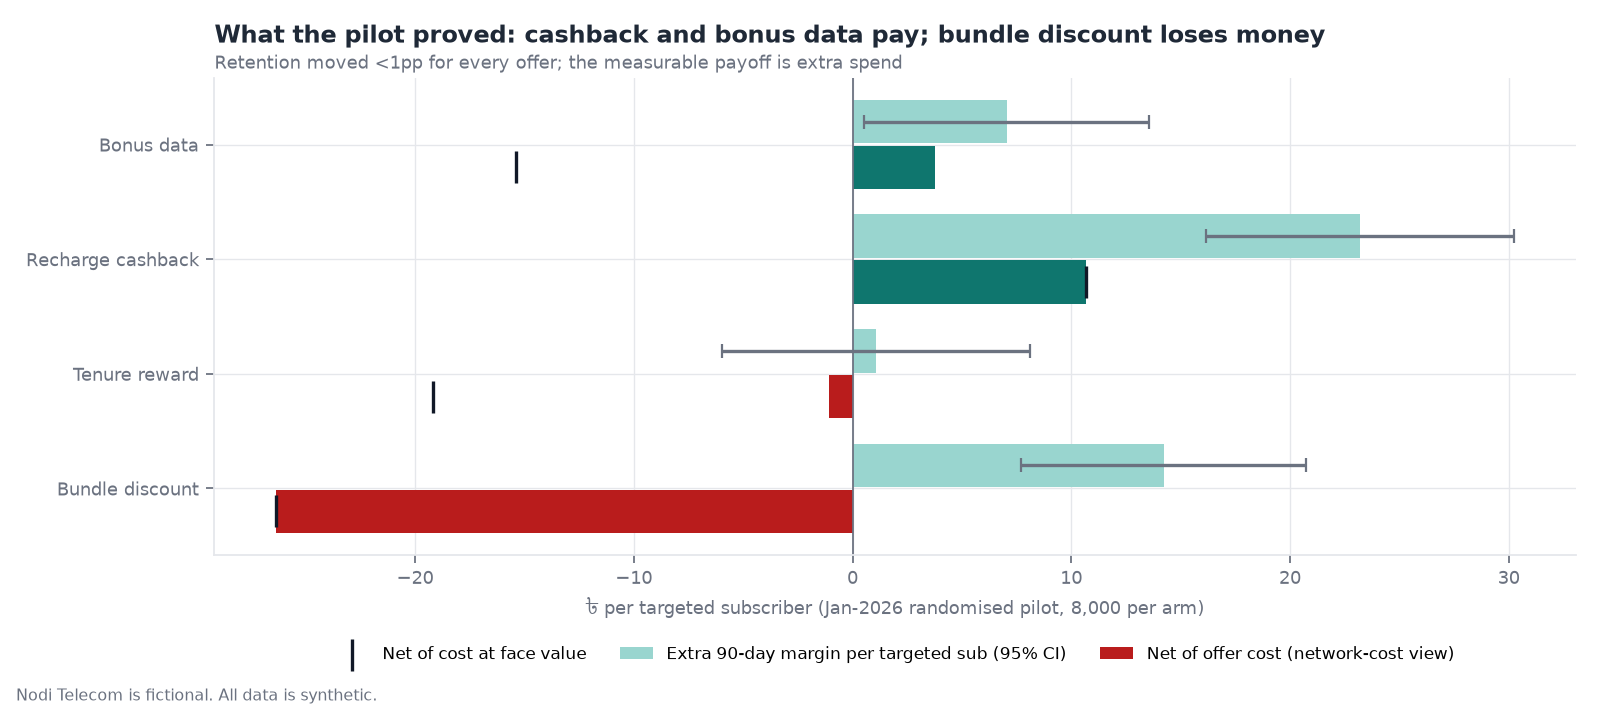 What the pilot proved: cashback and bonus data pay; bundle discount loses money
Retention moved <1pp for every offer; the measurable payoff is extra spend
Bonus data
Recharge cashback
Tenure reward
Bundle discount
−20 −10 0 10 20 30
৳ per targeted subscriber (Jan-2026 randomised pilot, 8,000 per arm)
Net of cost at face value Extra 90-day margin per targeted sub (95% CI) Net of offer cost (network-cost view)
Nodi Telecom is fictional. All data is synthetic.